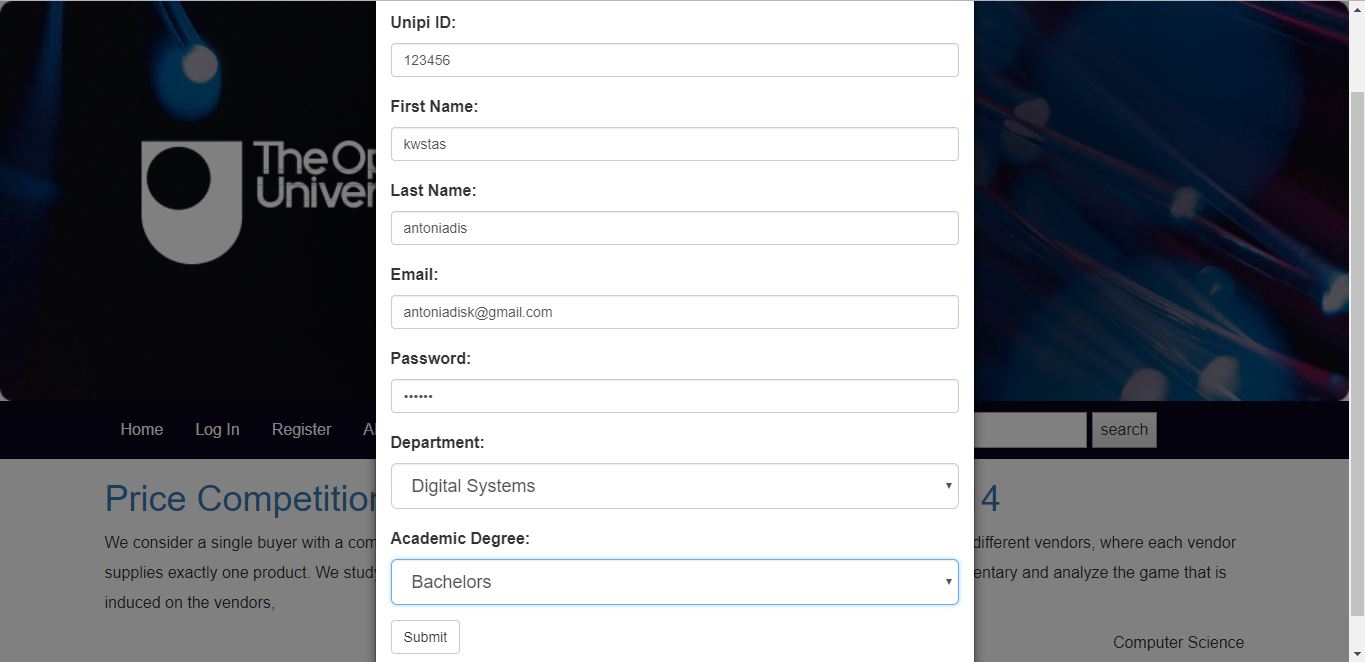 Unipi ID:
123456
First Name:
kwstas
Last Name:
antoniadis
Email:
antoniadisk@gmail.com
Password:
••••••
Department:
Digital Systems
Academic Degree:
Bachelors
Submit
The Op
Univer
Home Log In Register Al search
Price Competition 4
We consider a single buyer with a com different vendors, where each vendor
supplies exactly one product. We study entary and analyze the game that is
induced on the vendors,
Computer Science